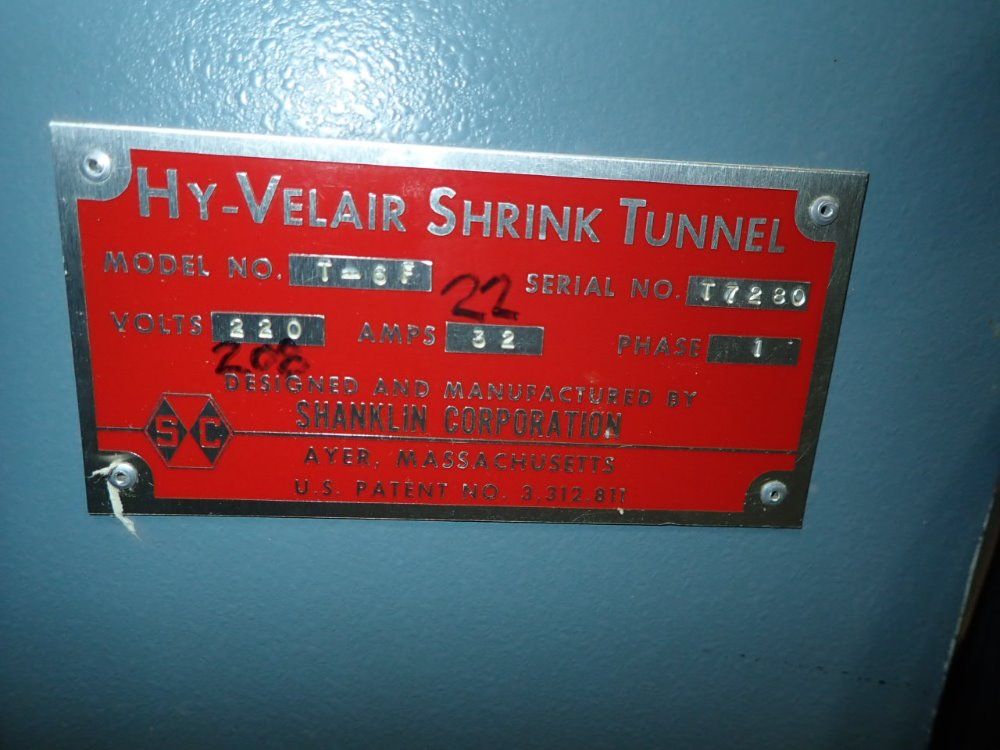 HY-VELAIR SHRINK TUNNEL
MODEL NO. T-6F SERIAL NO. T7280
22
VOLTS 220 AMPS 32 PHASE 1
208
DESIGNED AND MANUFACTURED BY
SHANKLIN CORPORATION
SC
AYER, MASSACHUSETTS
U.S. PATENT NO. 3,312,811